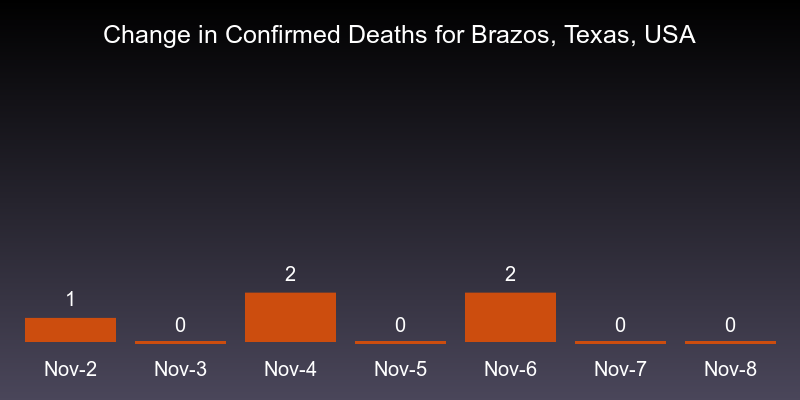 Change in Confirmed Deaths for Brazos, Texas, USA
1 0 2 0 2 0 0
Nov-2 Nov-3 Nov-4 Nov-5 Nov-6 Nov-7 Nov-8